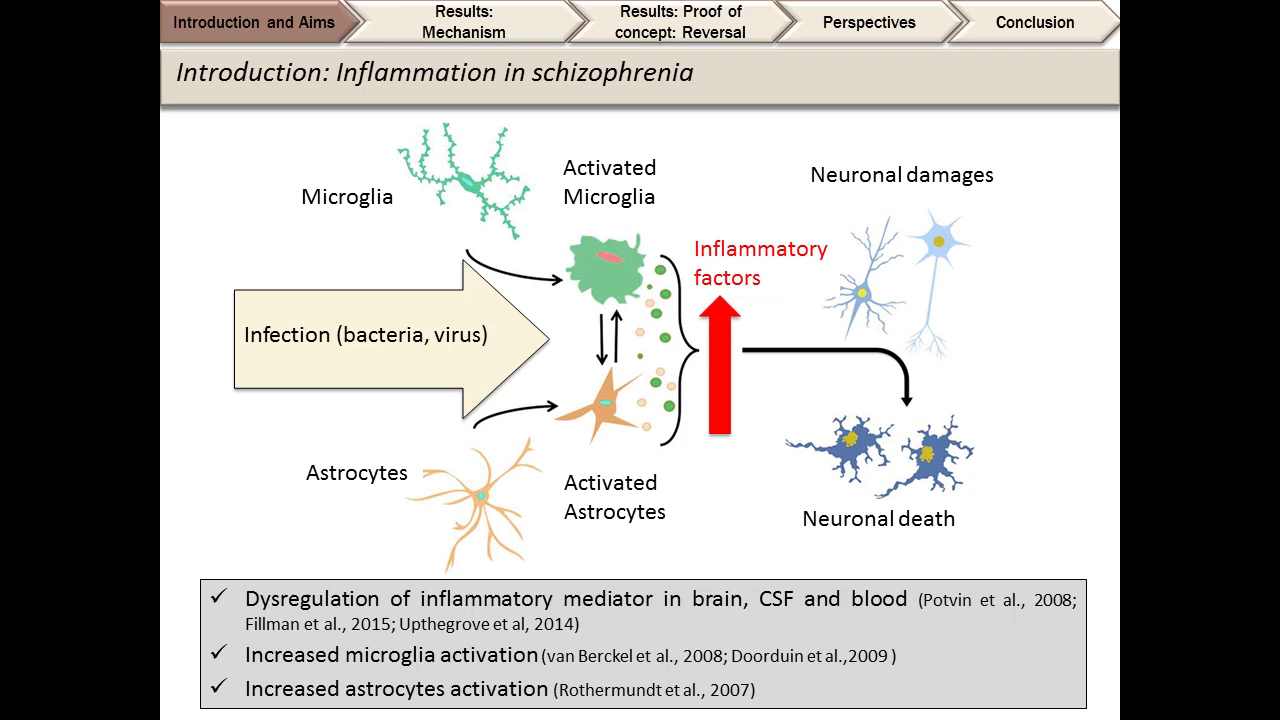 Introduction and Aims
Results:
Mechanism
Results: Proof of
concept: Reversal
Perspectives
Conclusion
Introduction: Inflammation in schizophrenia
Microglia
Activated
Microglia
Neuronal damages
Inflammatory
factors
Infection (bacteria, virus)
Astrocytes
Activated
Astrocytes
Neuronal death
✓ Dysregulation of inflammatory mediator in brain, CSF and blood (Potvin et al., 2008;
Fillman et al., 2015; Upthegrove et al, 2014)
✓ Increased microglia activation (van Berckel et al., 2008; Doorduin et al.,2009 )
✓ Increased astrocytes activation (Rothermundt et al., 2007)